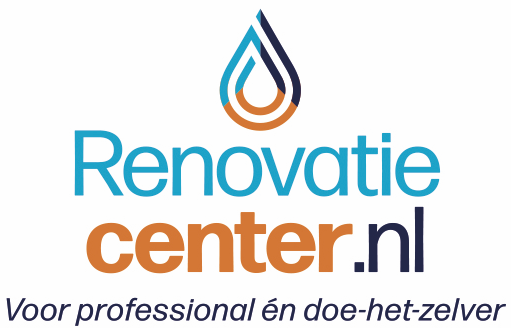 Renovatie
center.nl
Voor professional én doe-het-zelver